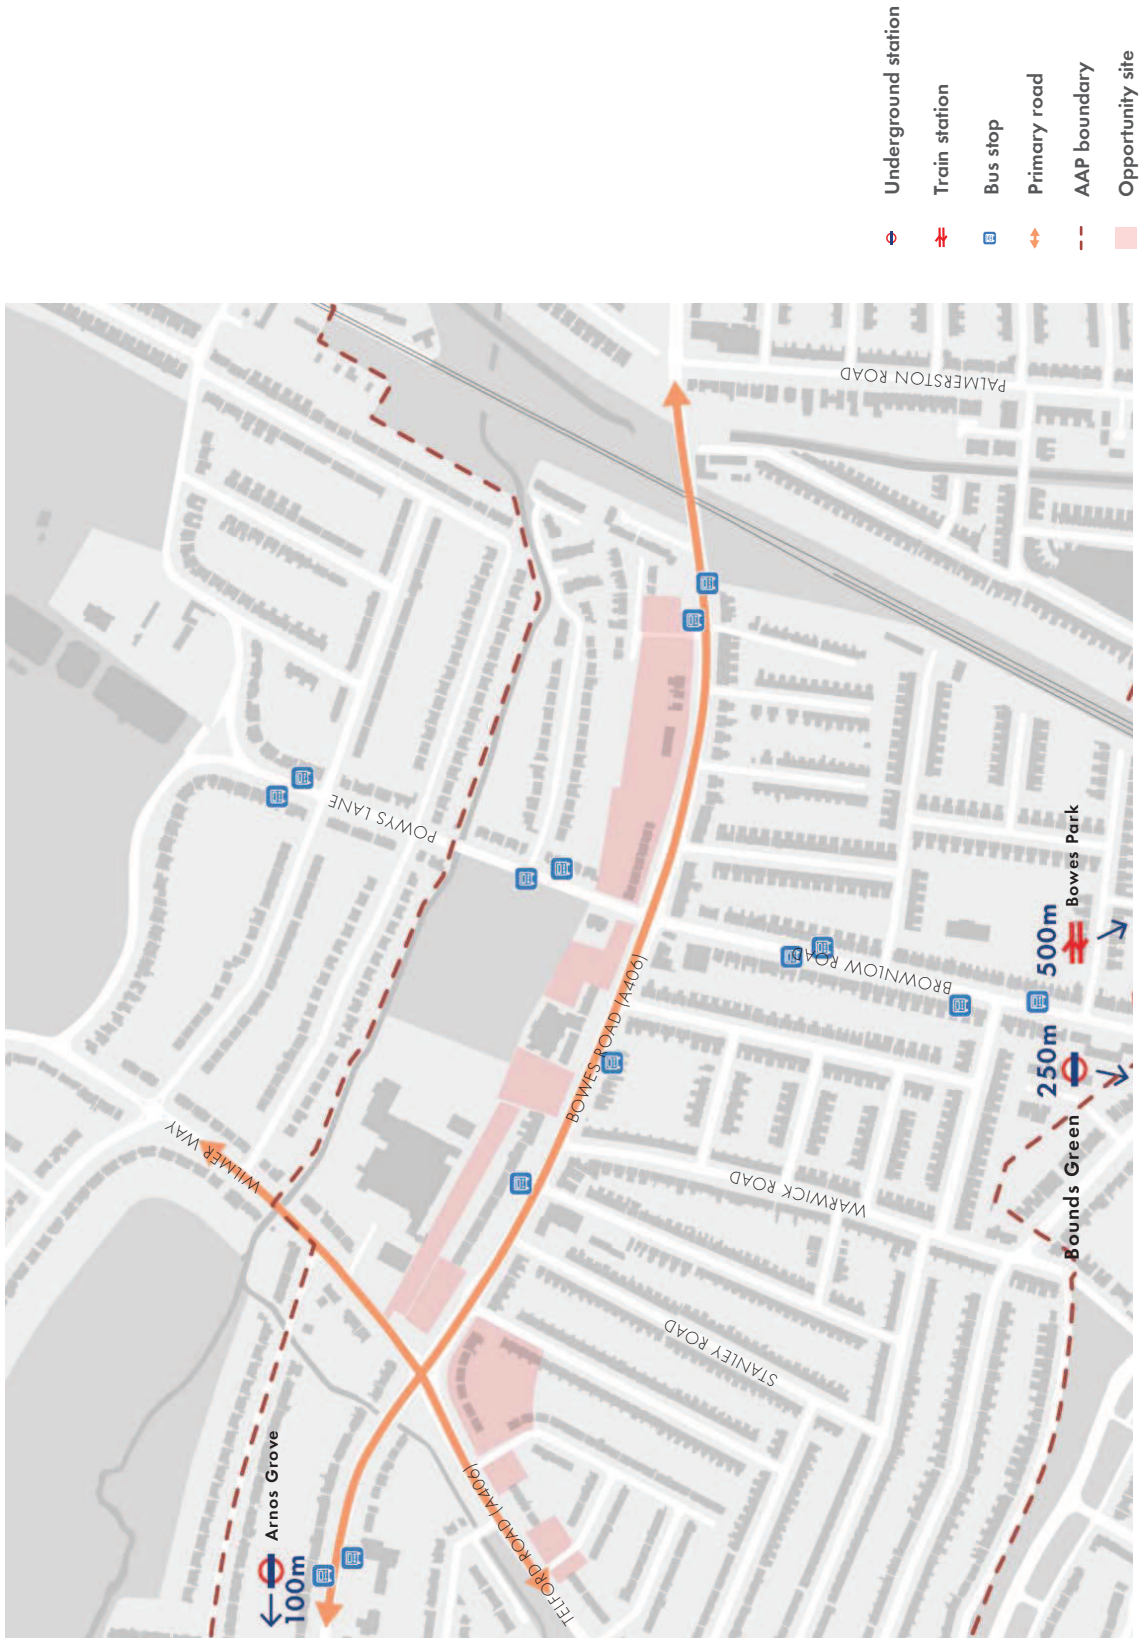 Underground station
Train station
Bus stop
Primary road
AAP boundary
Opportunity site
Arnos Grove
100m
WILMER WAY
POWYS LANE
TELFORD ROAD (A406)
BOWES ROAD (A406)
STANLEY ROAD
WARWICK ROAD
BROWNLOW ROAD
PALMERSTON ROAD
Bounds Green
250m
500m
Bowes Park